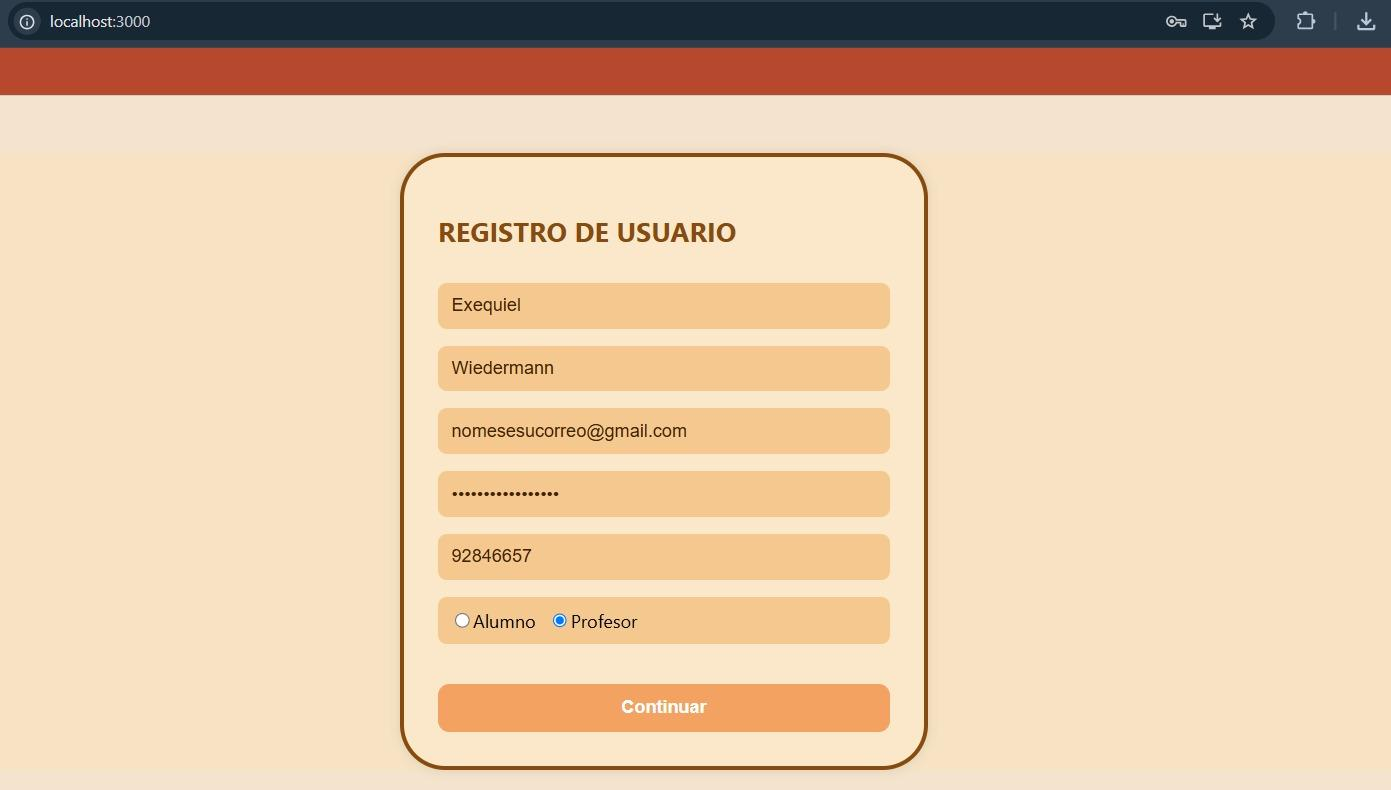 localhost:3000
REGISTRO DE USUARIO
Exequiel
Wiedermann
nomesesucorreo@gmail.com
•••••••••••••••••
92846657
Alumno Profesor
Continuar